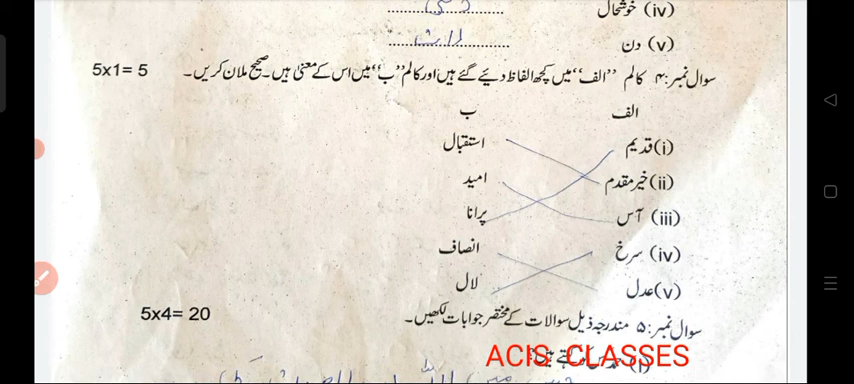 (iv) خوشحال
(v) دن
سوال نمبر:۴ کالم ”الف“ میں کچھ الفاظ دیئے گئے ہیں اور کالم ”ب“ میں اس کے معنیٰ ہیں۔ صحیح ملان کریں۔ 5x1= 5
الف ب
(i) قدیم استقبال
(ii) خیر مقدم امید
(iii) آس پرانا
(iv) سرخ انصاف
(v) عدل لال
سوال نمبر:۵ مندرجہ ذیل سوالات کے مختصر جوابات لکھیں۔ 5x4= 20
ACIS CLASSES